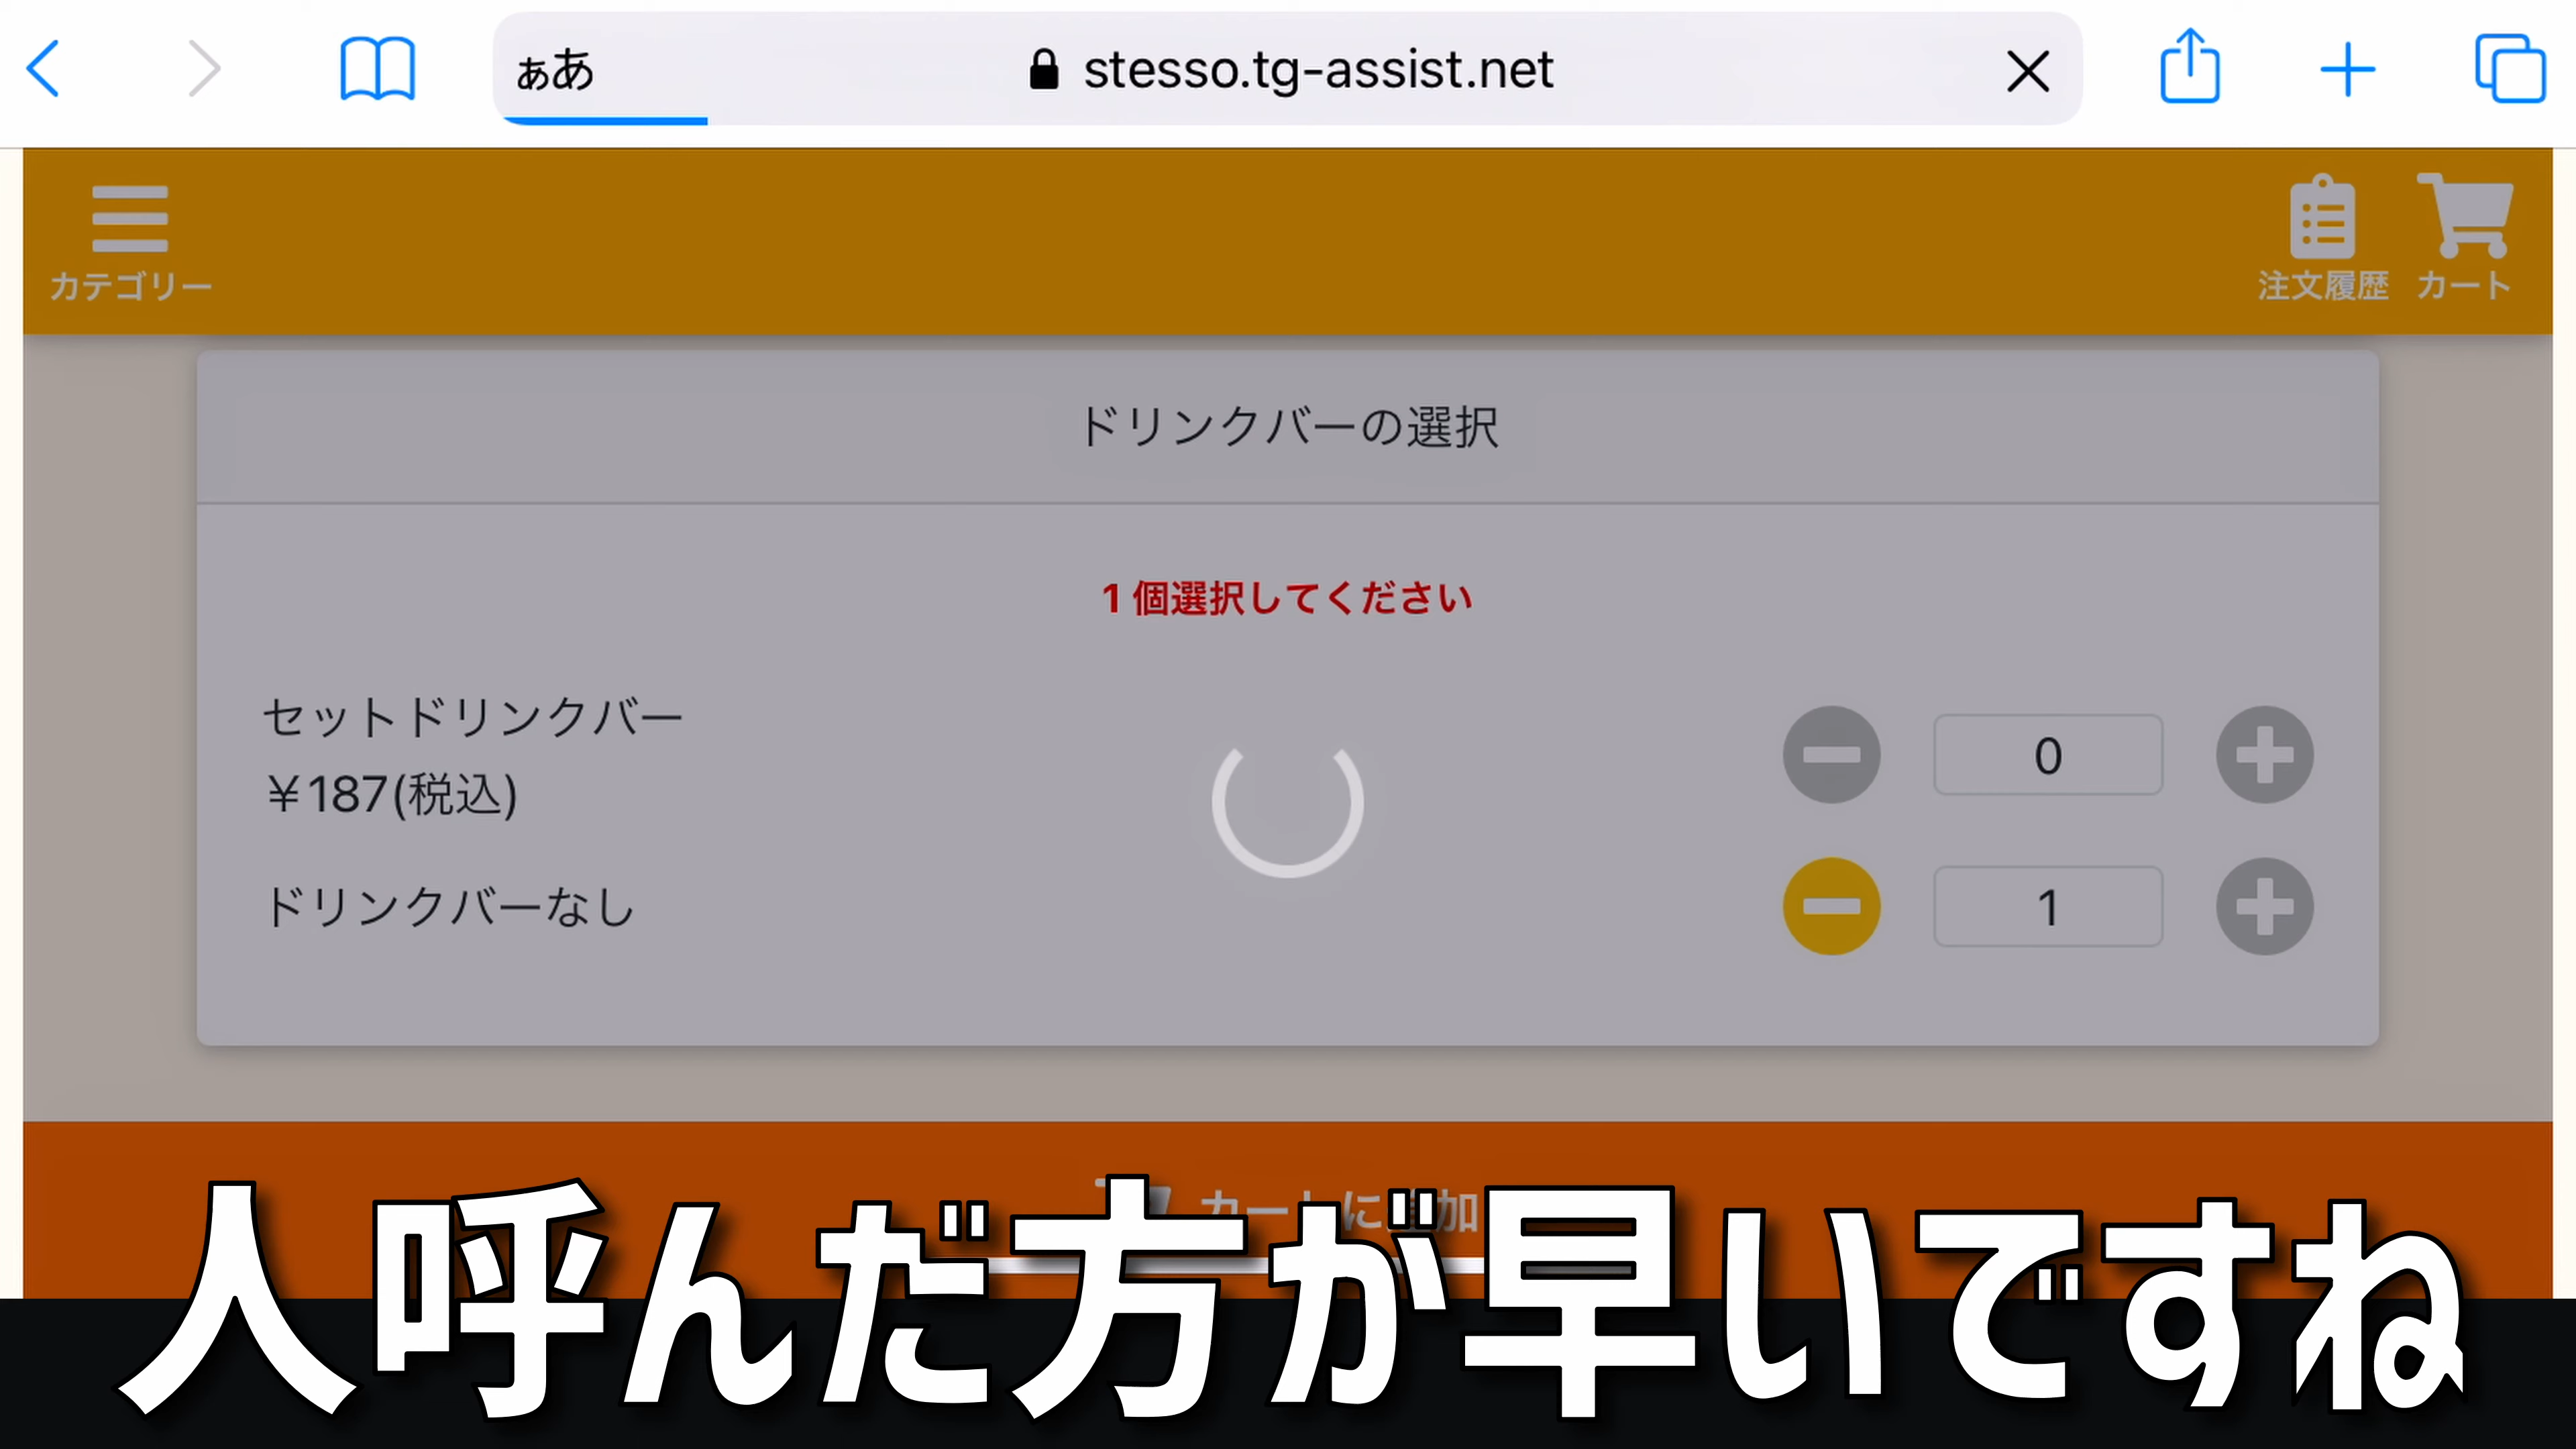 ぁあ
stesso.tg-assist.net
カテゴリー
注文履歴
カート
ドリンクバーの選択
1 個選択してください
セットドリンクバー
¥187(税込)
0
ドリンクバーなし
1
人呼んだ方が早いですね